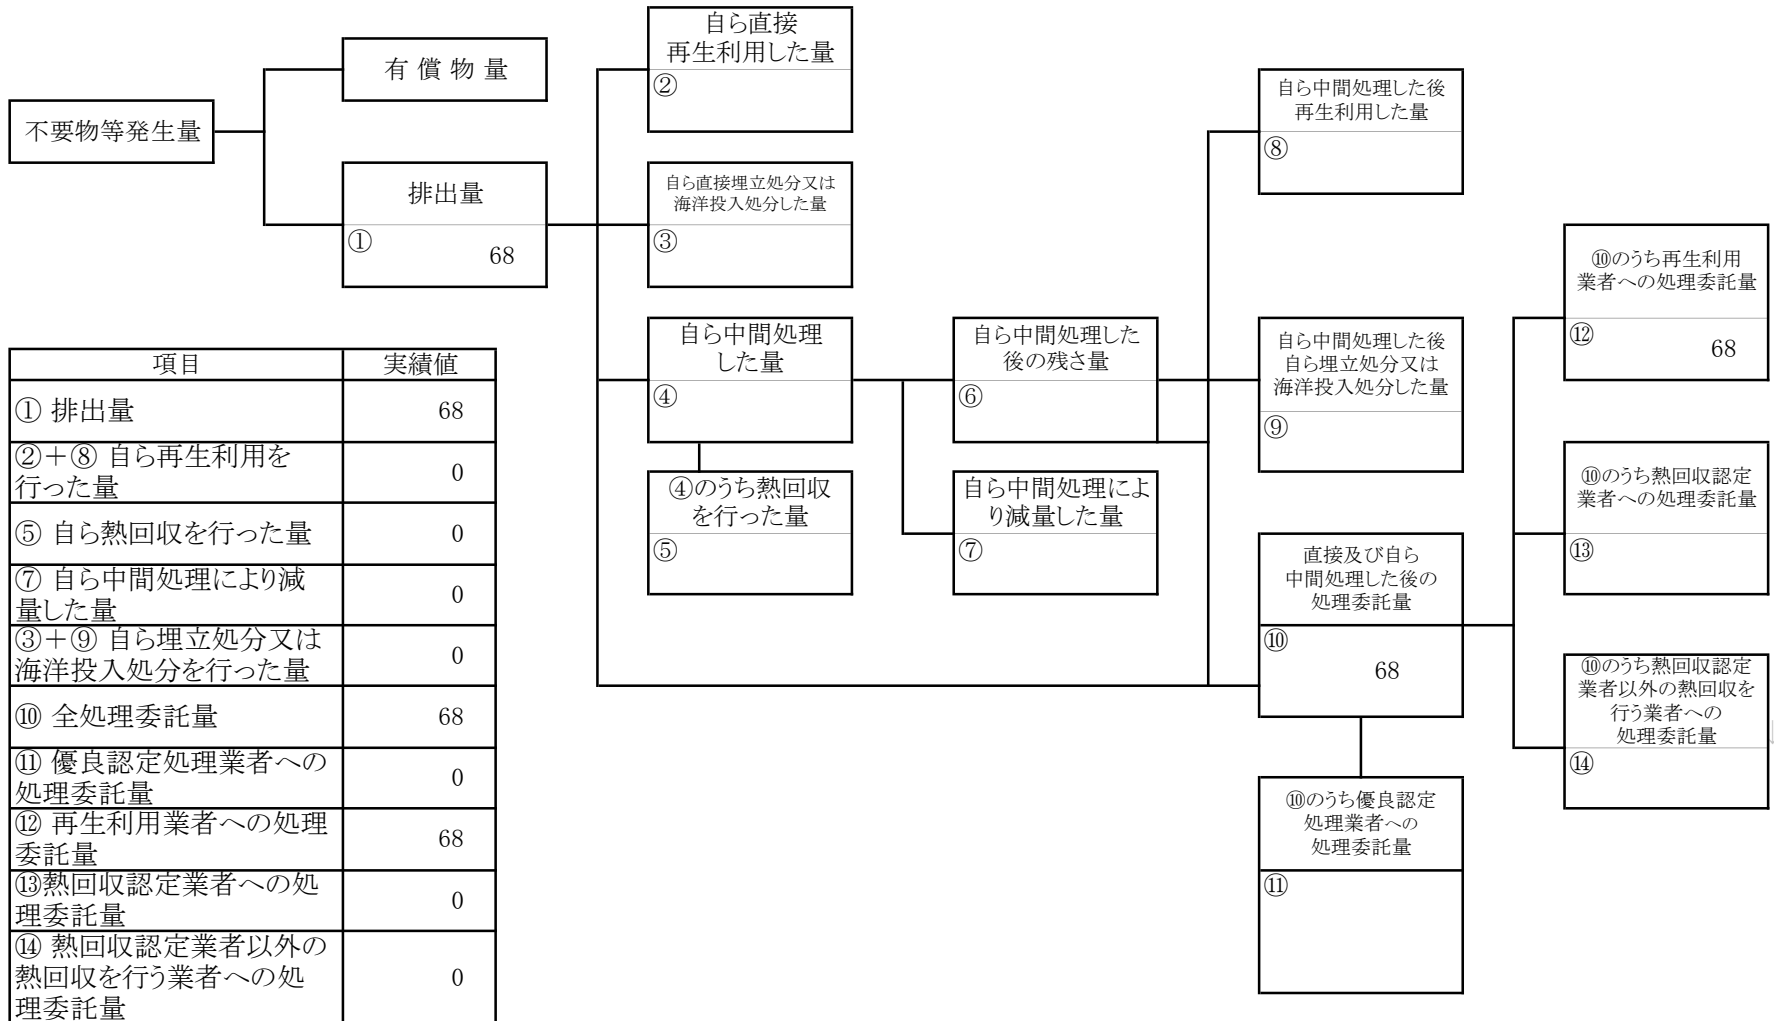 不要物等発生量
有 償 物 量
排出量
①
68
自ら直接
再生利用した量
②
自ら直接埋立処分又は
海洋投入処分した量
③
自ら中間処理
した量
④
④のうち熱回収
を行った量
⑤
自ら中間処理した
後の残さ量
⑥
自ら中間処理によ
り減量した量
⑦
自ら中間処理した後
再生利用した量
⑧
自ら中間処理した後
自ら埋立処分又は
海洋投入処分した量
⑨
直接及び自ら
中間処理した後の
処理委託量
⑩
68
⑩のうち優良認定
処理業者への
処理委託量
⑪
⑩のうち再生利用
業者への処理委託量
⑫
68
⑩のうち熱回収認定
業者への処理委託量
⑬
⑩のうち熱回収認定
業者以外の熱回収を
行う業者への
処理委託量
⑭
項目 実績値
① 排出量 68
②＋⑧ 自ら再生利用を
行った量 0
⑤ 自ら熱回収を行った量 0
⑦ 自ら中間処理により減
量した量 0
③＋⑨ 自ら埋立処分又は
海洋投入処分を行った量 0
⑩ 全処理委託量 68
⑪ 優良認定処理業者への
処理委託量 0
⑫ 再生利用業者への処理
委託量 68
⑬熱回収認定業者への処
理委託量 0
⑭ 熱回収認定業者以外の
熱回収を行う業者への処
理委託量 0